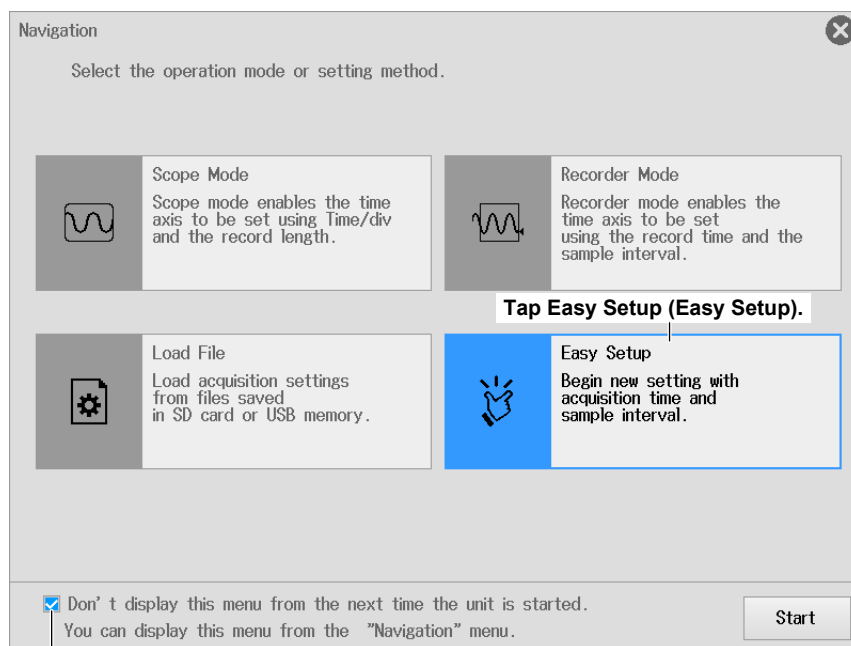 Navigation
Select the operation mode or setting method.
Scope Mode
Scope mode enables the time
axis to be set using Time/div
and the record length.
Recorder Mode
Recorder mode enables the
time axis to be set
using the record time and the
sample interval.
Tap Easy Setup (Easy Setup).
Load File
Load acquisition settings
from files saved
in SD card or USB memory.
Easy Setup
Begin new setting with
acquisition time and
sample interval.
Don't display this menu from the next time the unit is started.
You can display this menu from the "Navigation" menu.
Start